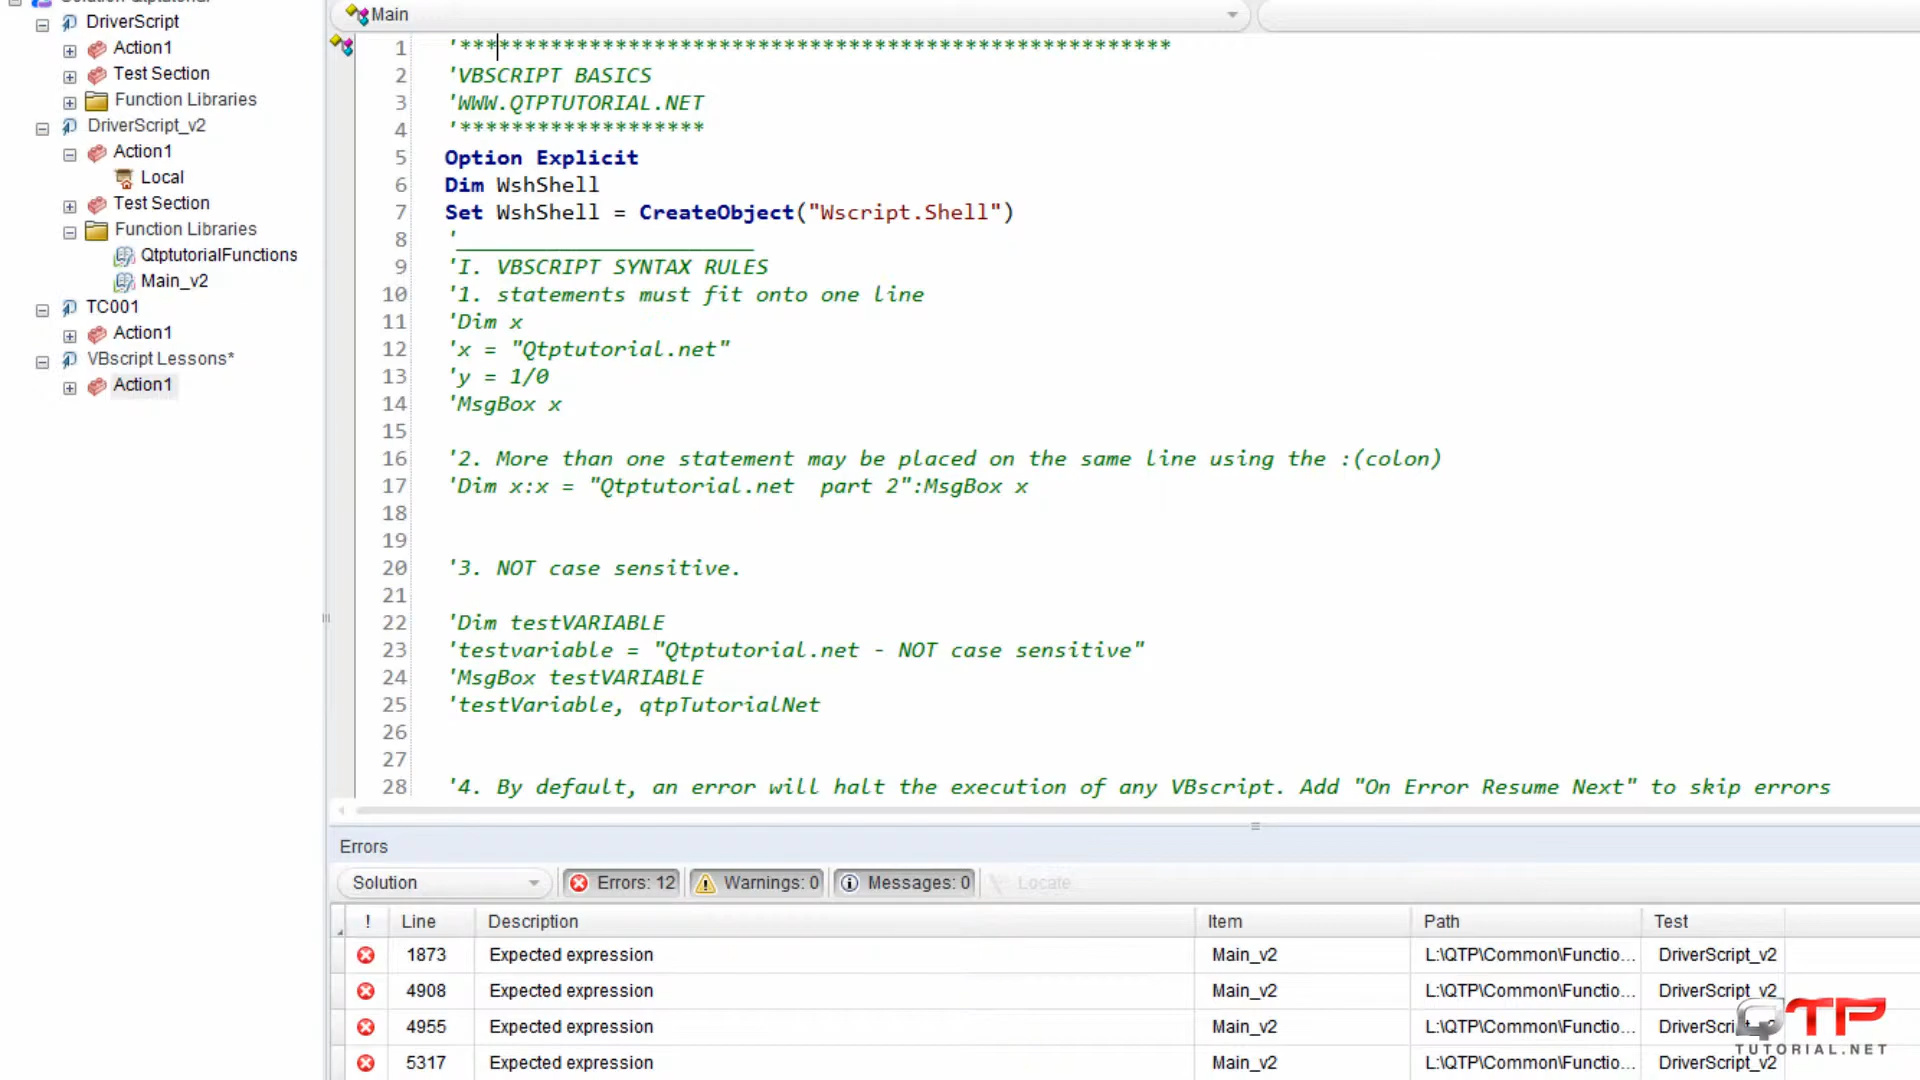 DriverScript
Action1
Test Section
Function Libraries
DriverScript_v2
Action1
Local
Test Section
Function Libraries
QtptutorialFunctions
Main_v2
TC001
Action1
VBscript Lessons*
Action1
Main
1 '*******************************************************
2 'VBSCRIPT BASICS
3 'WWW.QTPTUTORIAL.NET
4 '*******************
5 Option Explicit
6 Dim WshShell
7 Set WshShell = CreateObject("Wscript.Shell")
8 '_______________________
9 'I. VBSCRIPT SYNTAX RULES
10 '1. statements must fit onto one line
11 'Dim x
12 'x = "Qtptutorial.net"
13 'y = 1/0
14 'MsgBox x
15
16 '2. More than one statement may be placed on the same line using the :(colon)
17 'Dim x:x = "Qtptutorial.net  part 2":MsgBox x
18
19
20 '3. NOT case sensitive.
21
22 'Dim testVARIABLE
23 'testvariable = "Qtptutorial.net - NOT case sensitive"
24 'MsgBox testVARIABLE
25 'testVariable, qtpTutorialNet
26
27
28 '4. By default, an error will halt the execution of any VBscript. Add "On Error Resume Next" to skip errors
Errors
Solution Errors: 12 Warnings: 0 Messages: 0 Locate
! Line Description Item Path Test
1873 Expected expression Main_v2 L:\QTP\Common\Functio... DriverScript_v2
4908 Expected expression Main_v2 L:\QTP\Common\Functio... DriverScript_v2
4955 Expected expression Main_v2 L:\QTP\Common\Functio...
5317 Expected expression Main_v2 L:\QTP\Common\Functio... DriverScript_v2
QTP
TUTORIAL.NET